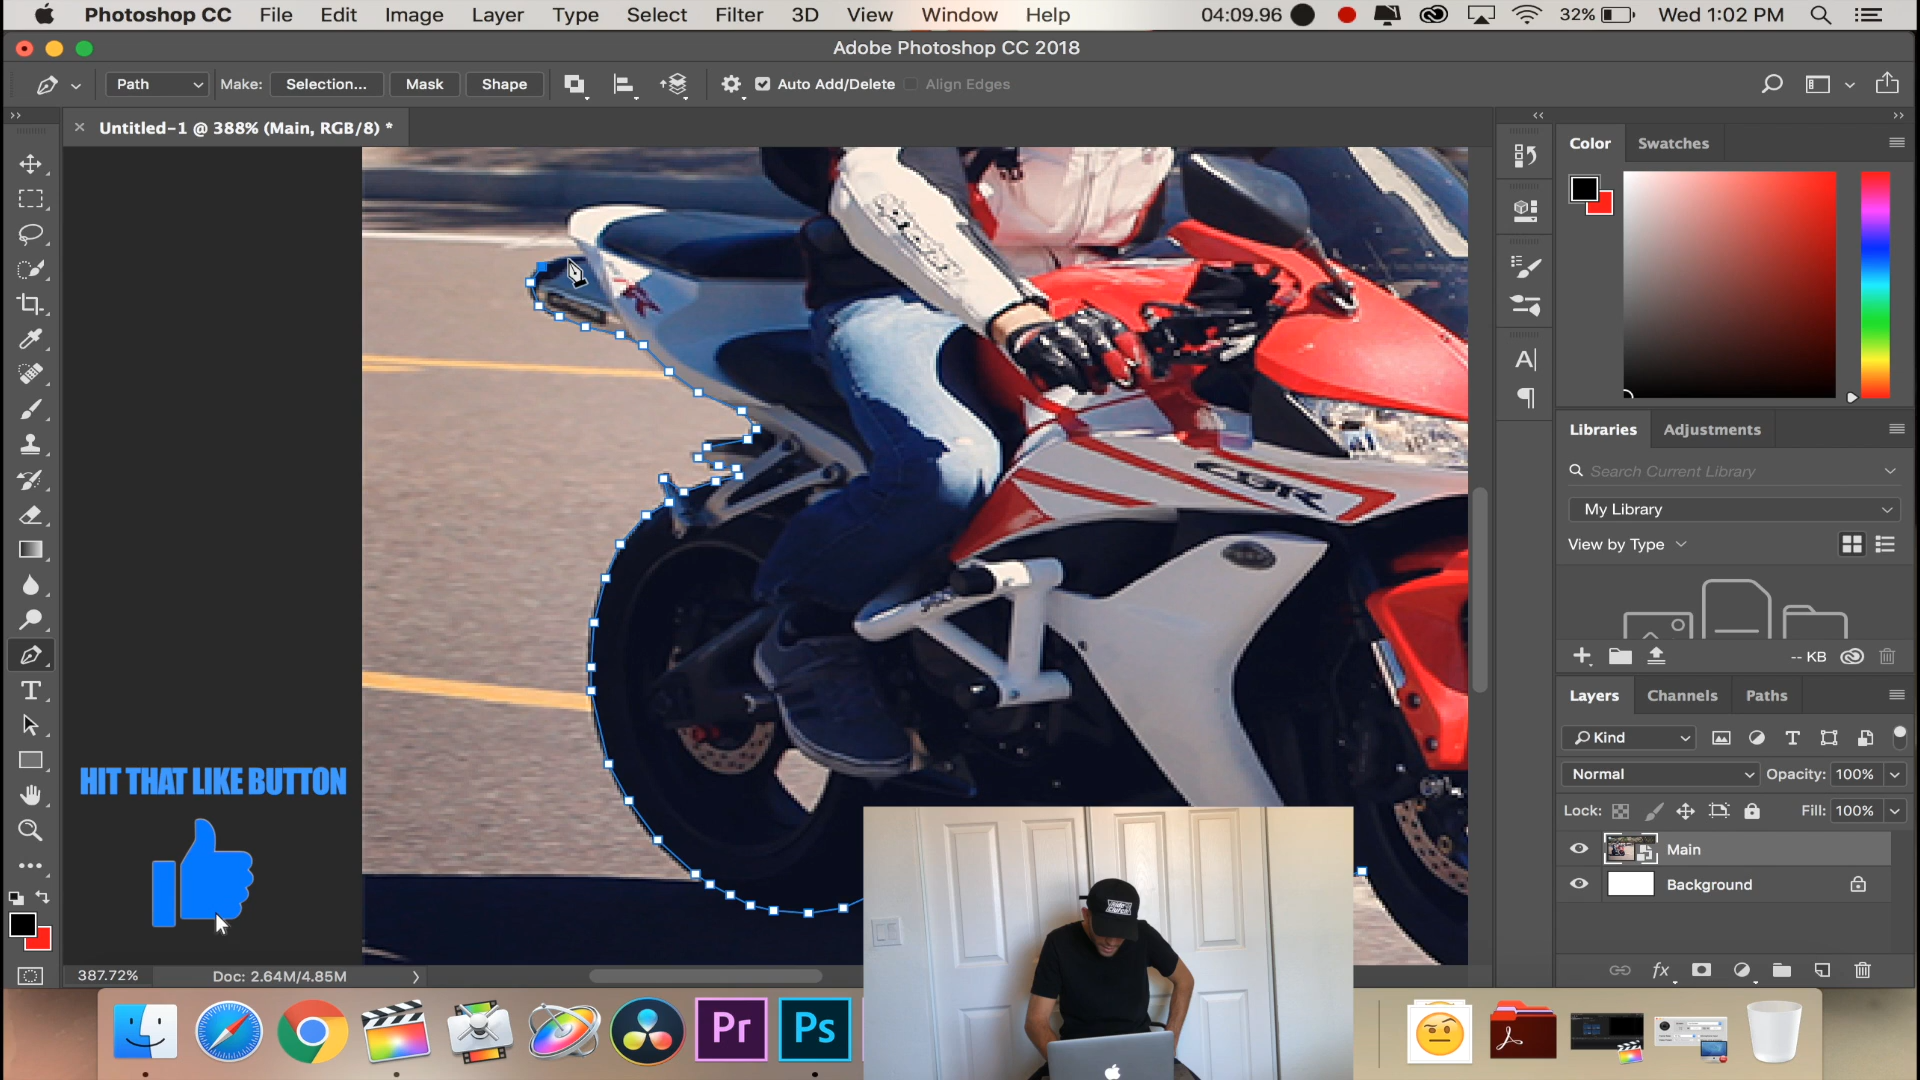 Photoshop CC File Edit Image Layer Type Select Filter 3D View Window Help 04:09.96 32% Wed 1:02 PM
Adobe Photoshop CC 2018
Path Make: Selection... Mask Shape Auto Add/Delete Align Edges
× Untitled-1 @ 388% (Main, RGB/8) *
Color Swatches
CBR
Libraries Adjustments
Search Current Library
My Library
View by Type
-- KB
Layers Channels Paths
Kind
Normal Opacity: 100%
Lock: Fill: 100%
Main
Background
HIT THAT LIKE BUTTON
387.72% Doc: 2.64M/4.85M
fx
Pr Ps